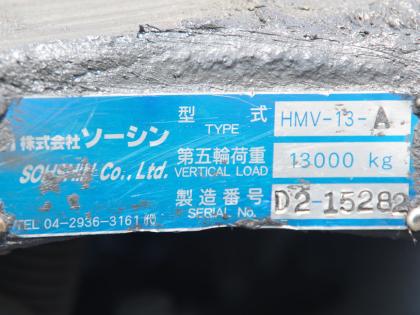 型式 TYPE HMV-13-A
株式会社 ソーシン
SOHSHIN Co., Ltd.
第五輪荷重 VERTICAL LOAD 13000 kg
製造番号 SERIAL No. D2-15282
TEL 04-2936-3161㈹